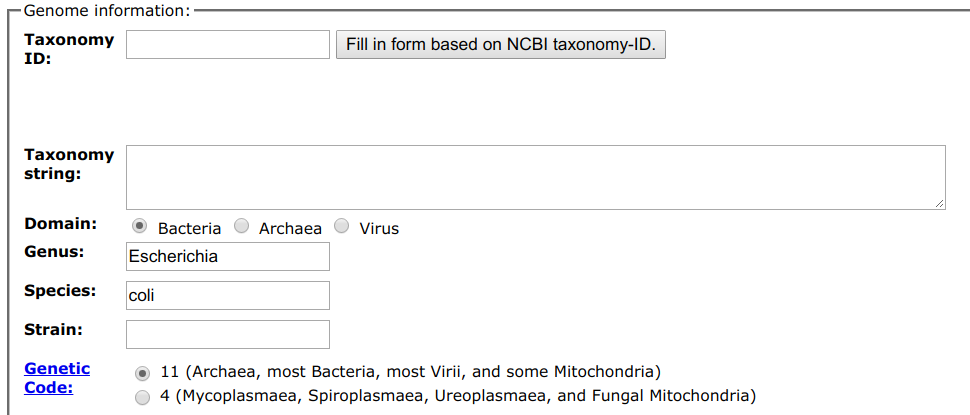 Genome information:
Taxonomy
ID:
Fill in form based on NCBI taxonomy-ID.
Taxonomy
string:
Domain: Bacteria Archaea Virus
Genus: Escherichia
Species: coli
Strain:
Genetic
Code:
11 (Archaea, most Bacteria, most Virii, and some Mitochondria)
4 (Mycoplasmaea, Spiroplasmaea, Ureoplasmaea, and Fungal Mitochondria)